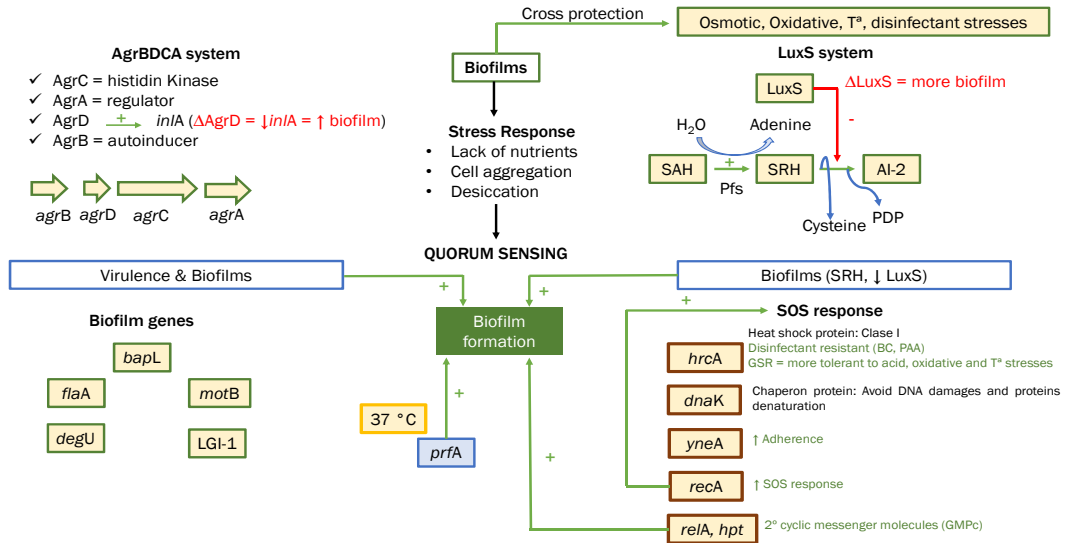 Cross protection
Osmotic, Oxidative, Tª, disinfectant stresses
AgrBDCA system
✓ AgrC = histidin Kinase
✓ AgrA = regulator
✓ AgrD + inlA (ΔAgrD = ↓inlA = ↑ biofilm)
✓ AgrB = autoinducer
agrB agrD agrC agrA
Biofilms
Stress Response
• Lack of nutrients
• Cell aggregation
• Desiccation
QUORUM SENSING
LuxS system
LuxS
ΔLuxS = more biofilm
-
H₂O
Adenine
SAH
+
Pfs
SRH
AI-2
Cysteine
PDP
Virulence & Biofilms
+
+
Biofilms (SRH, ↓ LuxS)
Biofilm genes
bapL
flaA
motB
degU
LGI-1
Biofilm
formation
+
37 °C
prfA
+
+
SOS response
Heat shock protein: Clase I
hrcA
Disinfectant resistant (BC, PAA)
GSR = more tolerant to acid, oxidative and Tª stresses
dnaK
Chaperon protein: Avoid DNA damages and proteins
denaturation
yneA
↑ Adherence
recA
↑ SOS response
relA, hpt
2º cyclic messenger molecules (GMPc)